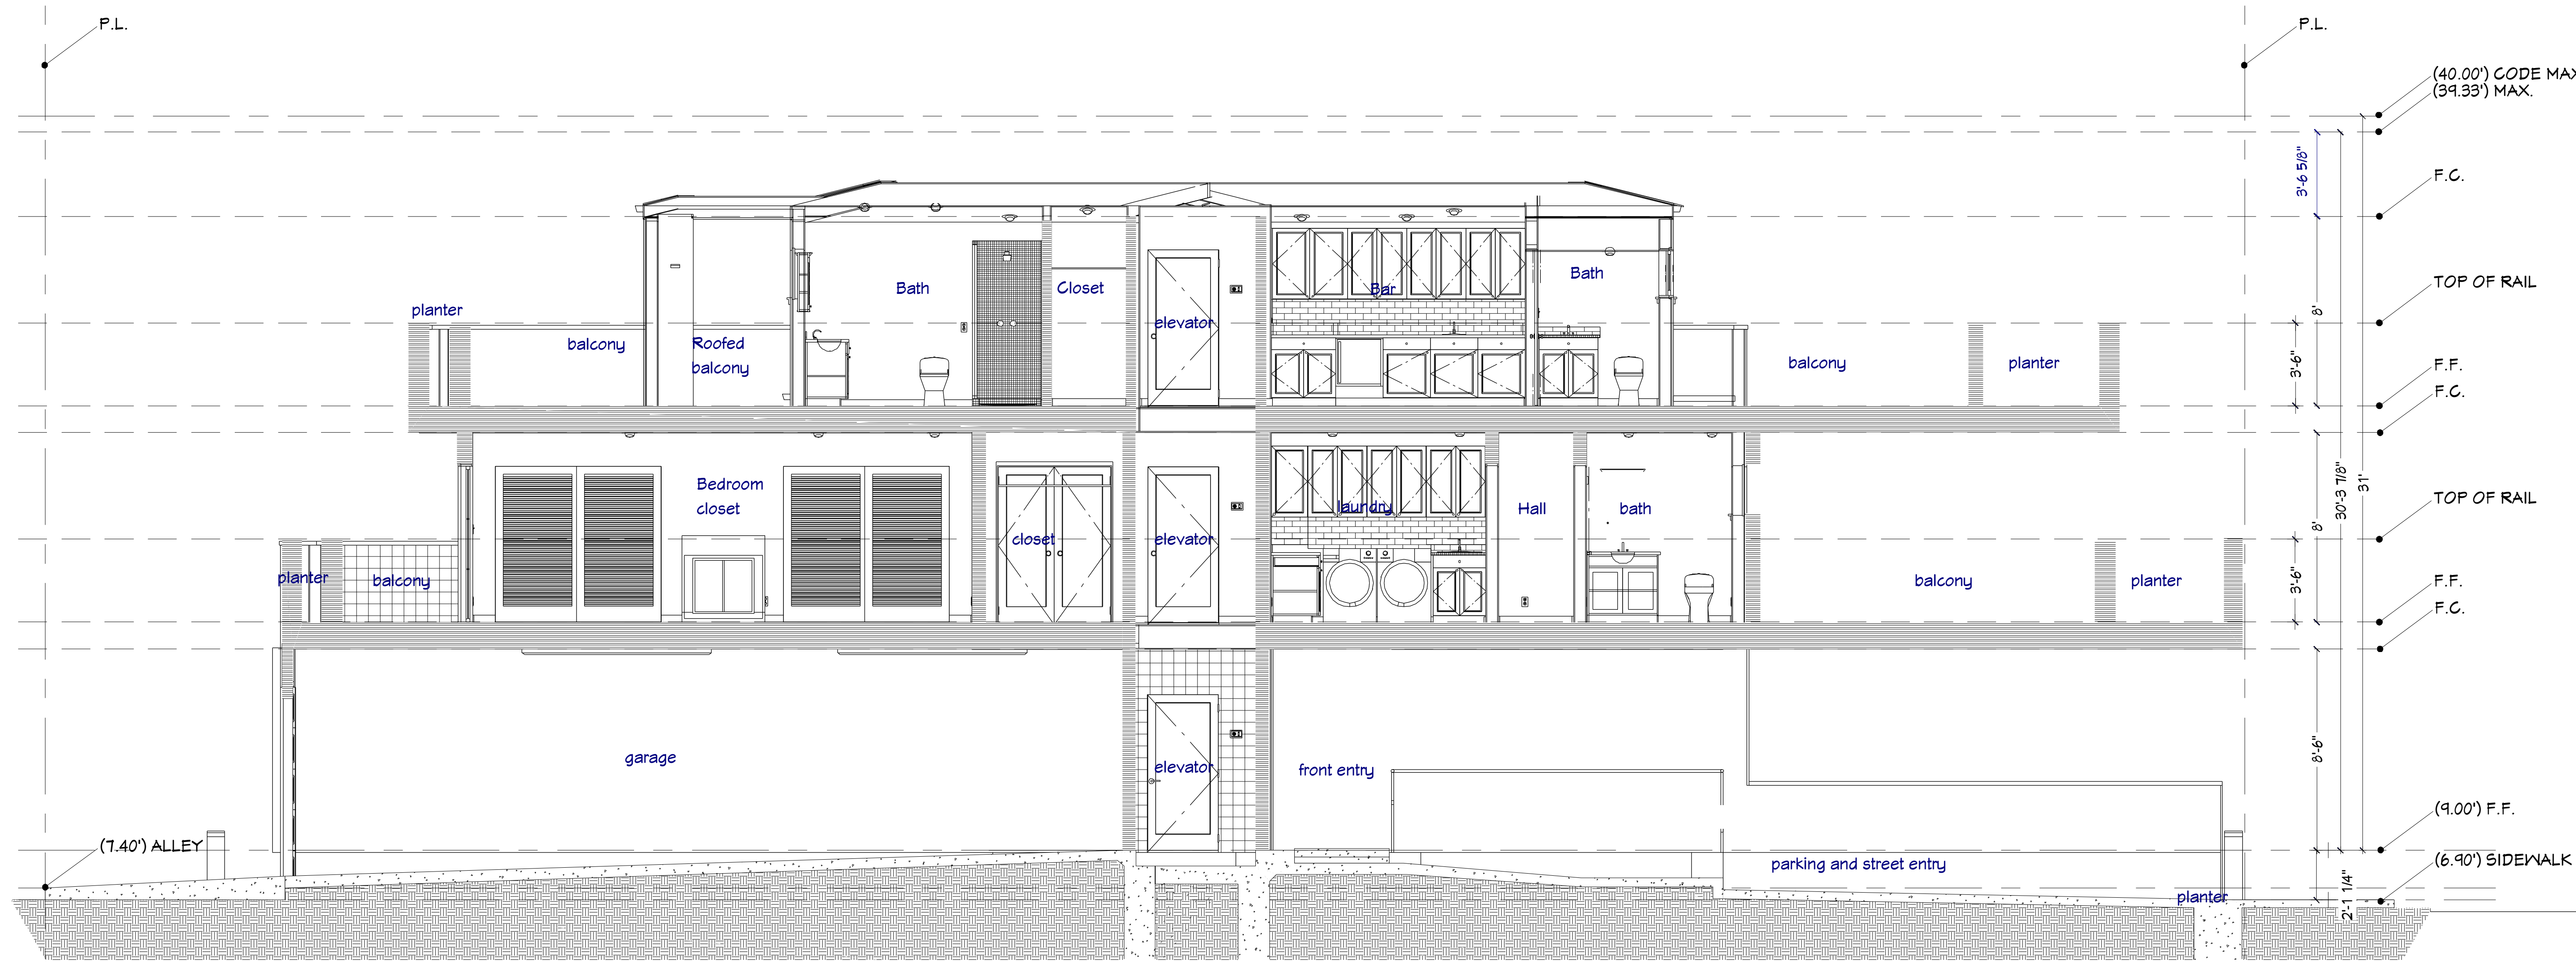 P.L.
P.L.
(40.00') CODE MAX
(39.33') MAX.
3'-6 5/8"
F.C.
Bath
Bath
TOP OF RAIL
Closet
Bar
8'
planter
elevator
balcony
Roofed
balcony
balcony
planter
3'-6"
F.F.
F.C.
Bedroom
closet
laundry
Hall
bath
30'-3 7/8"
31'
TOP OF RAIL
8'
closet
elevator
planter
balcony
balcony
planter
3'-6"
F.F.
F.C.
garage
elevator
front entry
8'-6"
(9.00') F.F.
(7.40') ALLEY
parking and street entry
(6.90') SIDEWALK
planter
2'-1 1/4"